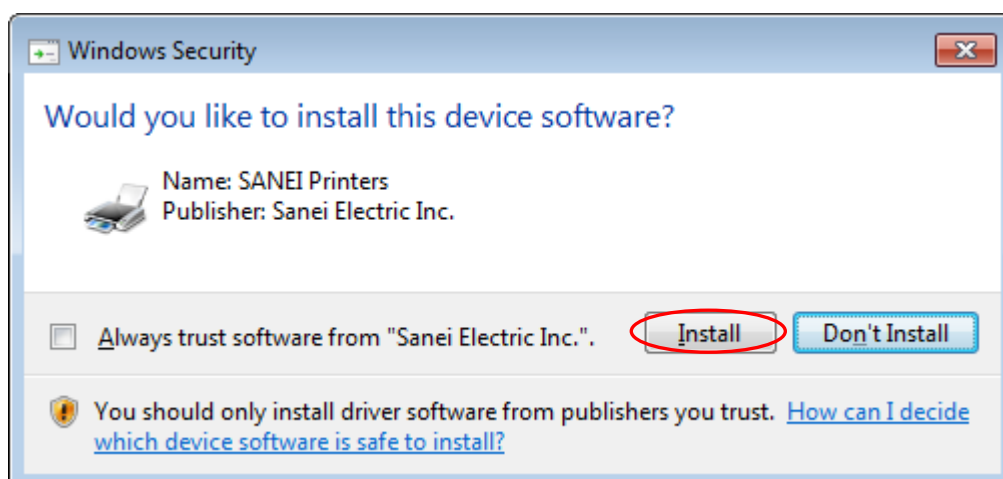 Windows Security
Would you like to install this device software?
Name: SANEI Printers
Publisher: Sanei Electric Inc.
Always trust software from "Sanei Electric Inc.".
Install
Don't Install
You should only install driver software from publishers you trust. How can I decide
which device software is safe to install?